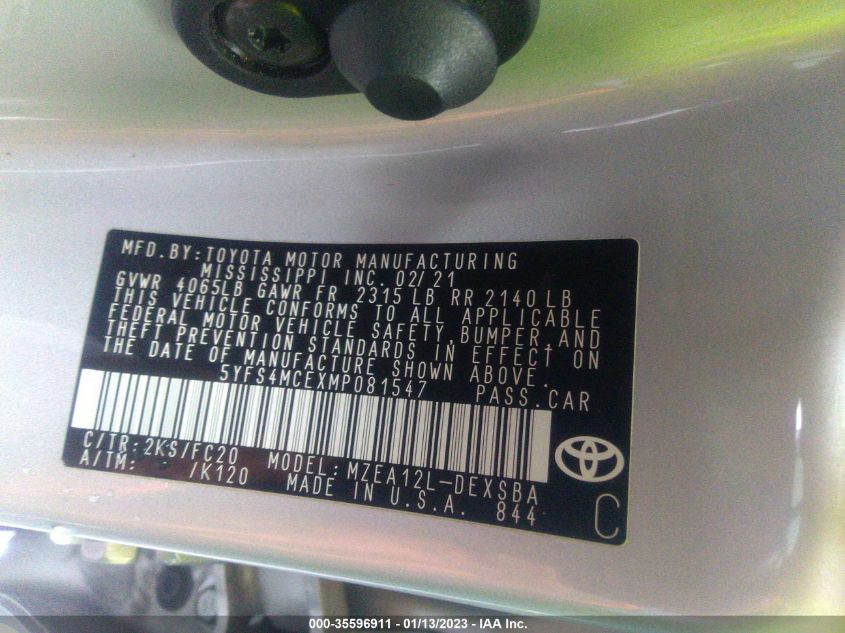 MFD.BY:TOYOTA MOTOR MANUFACTURING
MISSISSIPPI INC. 02/21
GVWR 4065LB GAWR FR 2315 LB RR 2140 LB
THIS VEHICLE CONFORMS TO ALL APPLICABLE
FEDERAL MOTOR VEHICLE SAFETY, BUMPER, AND
THEFT PREVENTION STANDARDS IN EFFECT ON
THE DATE OF MANUFACTURE SHOWN ABOVE.
5YFS4MCEXMP081547 PASS.CAR
C/TR:2KS/FC20 MODEL:MZEA12L-DEXSBA
A/TM: /K120 MADE IN U.S.A. 844 C
000-35596911 - 01/13/2023 - IAA Inc.